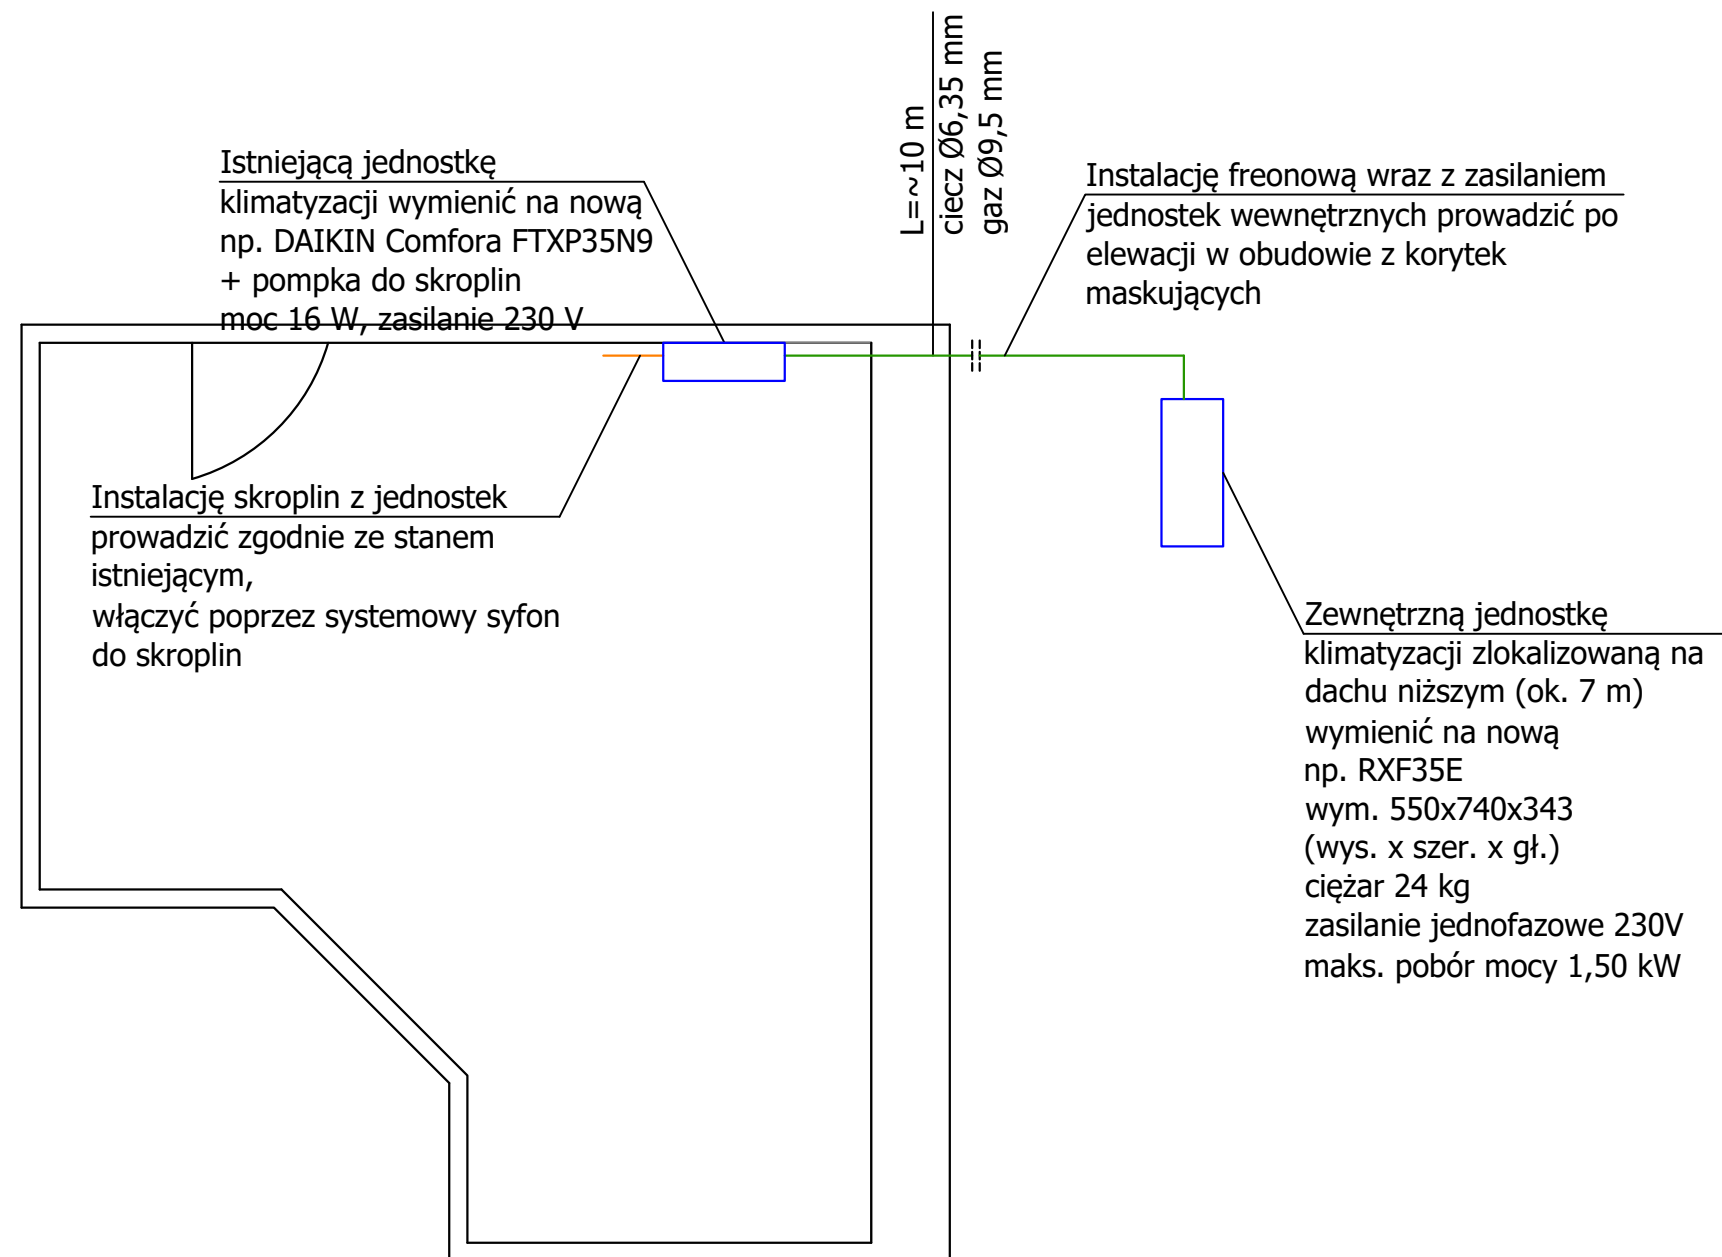 L=~10 m
ciecz Ø6,35 mm
gaz Ø9,5 mm
Istniejącą jednostkę
klimatyzacji wymienić na nową
np. DAIKIN Comfora FTXP35N9
+ pompka do skroplin
moc 16 W, zasilanie 230 V
Instalację freonową wraz z zasilaniem
jednostek wewnętrznych prowadzić po
elewacji w obudowie z korytek
maskujących
Instalację skroplin z jednostek
prowadzić zgodnie ze stanem
istniejącym,
włączyć poprzez systemowy syfon
do skroplin
Zewnętrzną jednostkę
klimatyzacji zlokalizowaną na
dachu niższym (ok. 7 m)
wymienić na nową
np. RXF35E
wym. 550x740x343
(wys. x szer. x gł.)
ciężar 24 kg
zasilanie jednofazowe 230V
maks. pobór mocy 1,50 kW